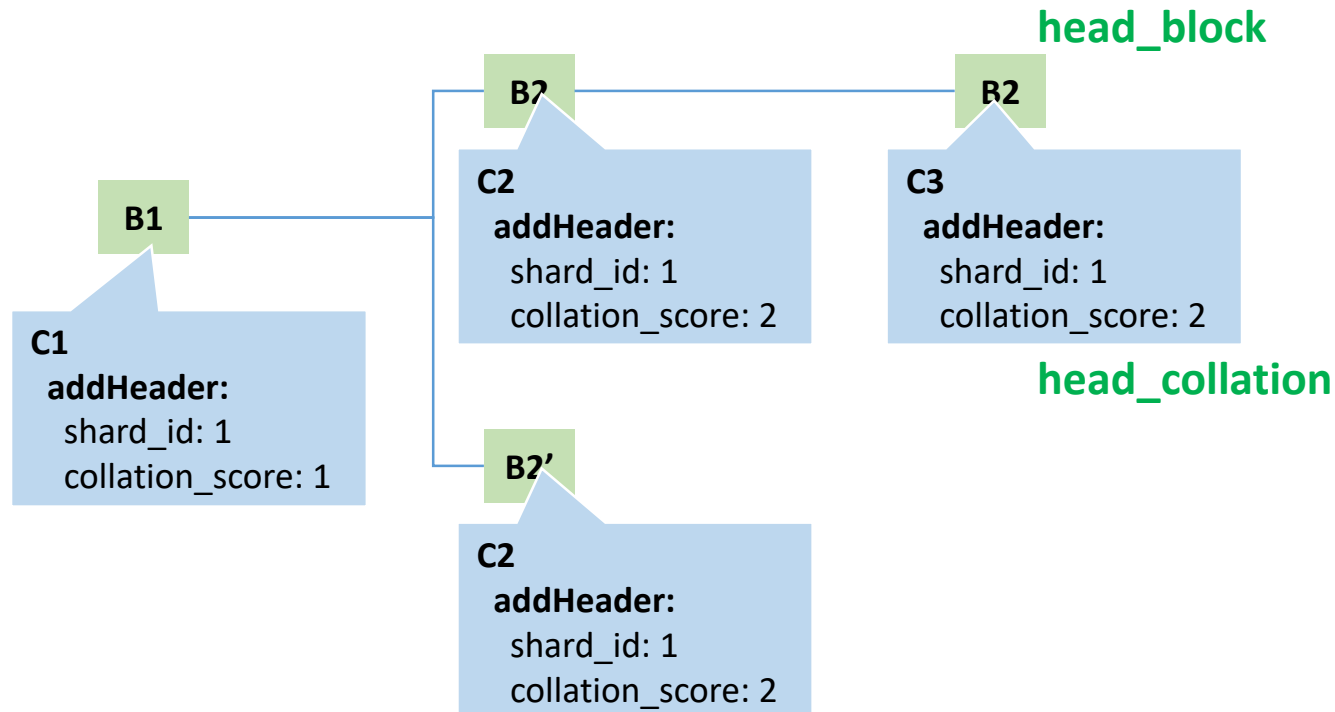 head_block
B2
B2
C2
addHeader:
shard_id: 1
collation_score: 2
C3
addHeader:
shard_id: 1
collation_score: 2
B1
C1
addHeader:
shard_id: 1
collation_score: 1
head_collation
B2’
C2
addHeader:
shard_id: 1
collation_score: 2